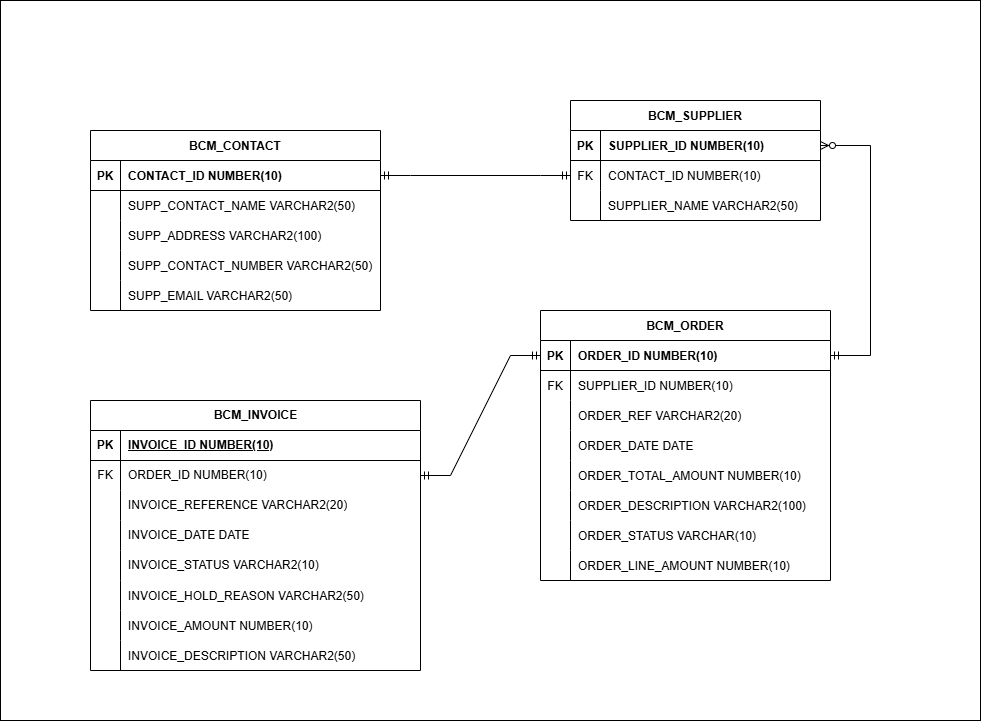 BCM_CONTACT
PK CONTACT_ID NUMBER(10)
SUPP_CONTACT_NAME VARCHAR2(50)
SUPP_ADDRESS VARCHAR2(100)
SUPP_CONTACT_NUMBER VARCHAR2(50)
SUPP_EMAIL VARCHAR2(50)
BCM_SUPPLIER
PK SUPPLIER_ID NUMBER(10)
FK CONTACT_ID NUMBER(10)
SUPPLIER_NAME VARCHAR2(50)
BCM_INVOICE
PK INVOICE_ID NUMBER(10)
FK ORDER_ID NUMBER(10)
INVOICE_REFERENCE VARCHAR2(20)
INVOICE_DATE DATE
INVOICE_STATUS VARCHAR2(10)
INVOICE_HOLD_REASON VARCHAR2(50)
INVOICE_AMOUNT NUMBER(10)
INVOICE_DESCRIPTION VARCHAR2(50)
BCM_ORDER
PK ORDER_ID NUMBER(10)
FK SUPPLIER_ID NUMBER(10)
ORDER_REF VARCHAR2(20)
ORDER_DATE DATE
ORDER_TOTAL_AMOUNT NUMBER(10)
ORDER_DESCRIPTION VARCHAR2(100)
ORDER_STATUS VARCHAR(10)
ORDER_LINE_AMOUNT NUMBER(10)